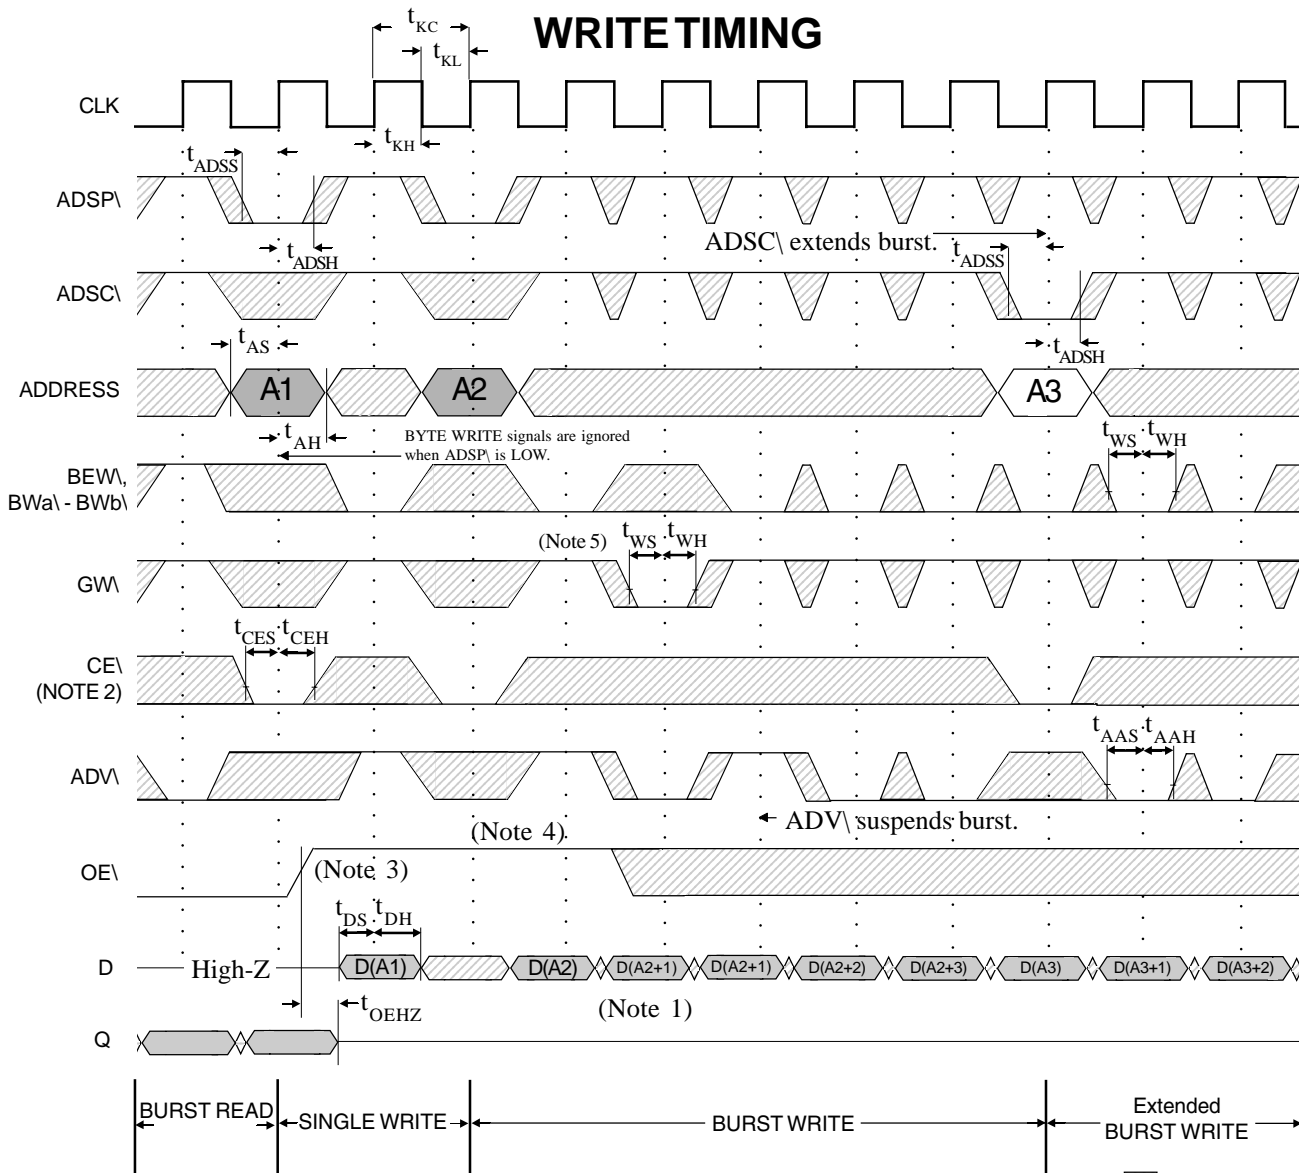 WRITE TIMING
tKC
tKL
CLK
tKH
tADSS
ADSP\
tADSH
ADSC\ extends burst.
tADSS
ADSC\
tADSH
tAS
ADDRESS
A1
A2
A3
tAH
BYTE WRITE signals are ignored
when ADSP\ is LOW.
tWS
tWH
BEW\,
BWa\ - BWb\
(Note 5)
tWS
tWH
GW\
tCES
tCEH
CE\
(NOTE 2)
tAAS
tAAH
ADV\
ADV\ suspends burst.
(Note 4)
OE\
(Note 3)
tDS
tDH
D
High-Z
D(A1)
D(A2)
D(A2+1)
D(A2+1)
D(A2+2)
D(A2+3)
D(A3)
D(A3+1)
D(A3+2)
tOEHZ
(Note 1)
Q
BURST READ
SINGLE WRITE
BURST WRITE
Extended
BURST WRITE